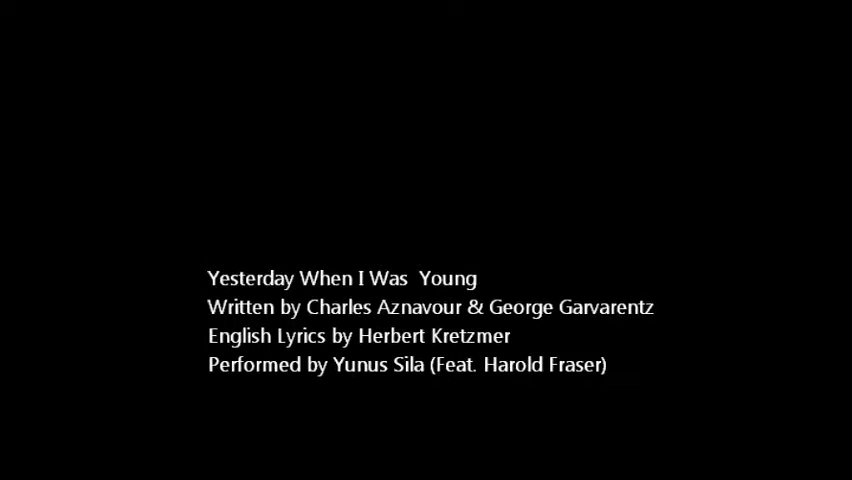 Yesterday When I Was  Young
Written by Charles Aznavour & George Garvarentz
English Lyrics by Herbert Kretzmer
Performed by Yunus Sila (Feat. Harold Fraser)